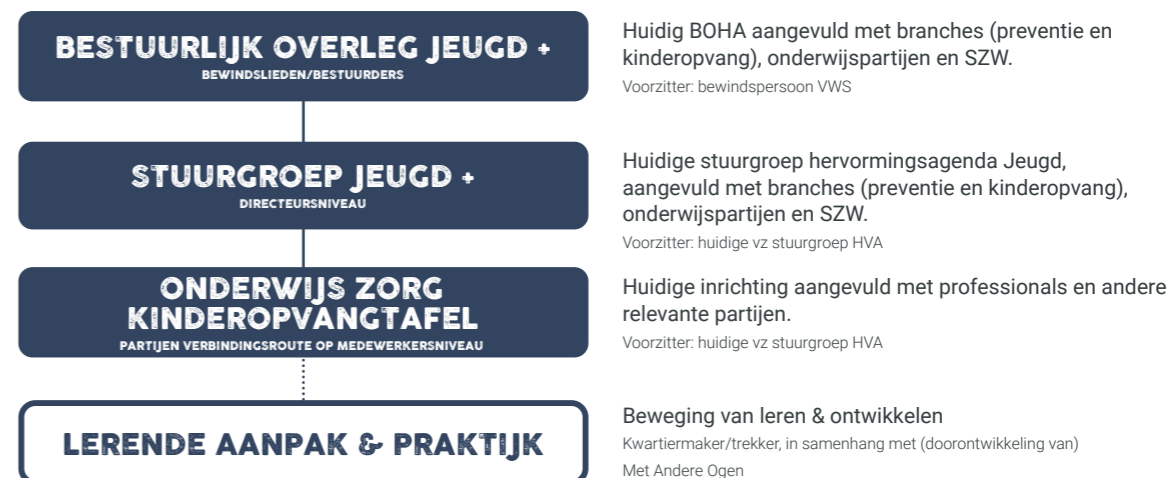 BESTUURLIJK OVERLEG JEUGD +
BEWINDSLIEDEN/BESTUURDERS
Huidig BOHA aangevuld met branches (preventie en
kinderopvang), onderwijspartijen en SZW.
Voorzitter: bewindspersoon VWS
STUURGROEP JEUGD +
DIRECTEURSNIVEAU
Huidige stuurgroep hervormingsagenda Jeugd,
aangevuld met branches (preventie en kinderopvang),
onderwijspartijen en SZW.
Voorzitter: huidige vz stuurgroep HVA
ONDERWIJS ZORG
KINDEROPVANGTAFEL
PARTIJEN VERBINDINGSROUTE OP MEDEWERKERSNIVEAU
Huidige inrichting aangevuld met professionals en andere
relevante partijen.
Voorzitter: huidige vz stuurgroep HVA
LERENDE AANPAK & PRAKTIJK
Beweging van leren & ontwikkelen
Kwartiermaker/trekker, in samenhang met (doorontwikkeling van)
Met Andere Ogen